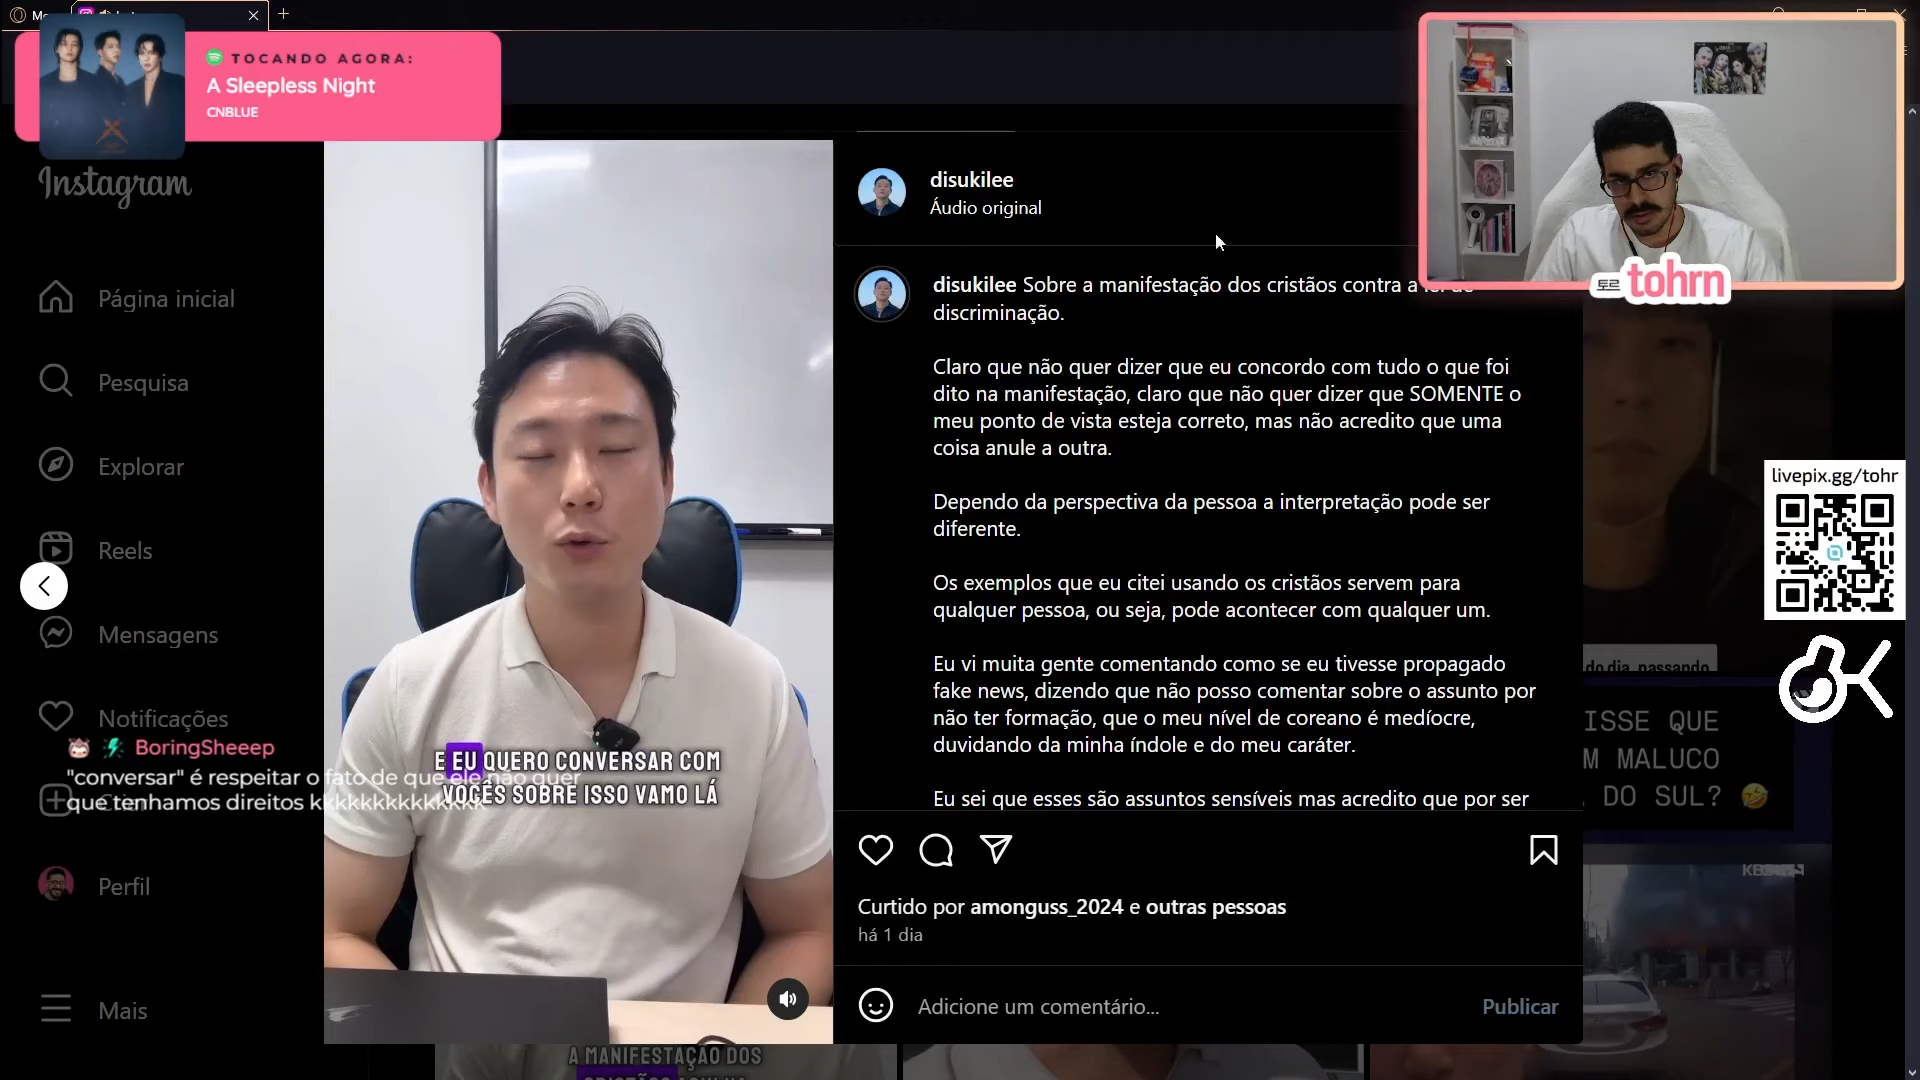 TOCANDO AGORA:
A Sleepless Night
CNBLUE
Instagram
Página inicial
Pesquisa
Explorar
Reels
Mensagens
Notificações
BoringSheeep
"conversar" é respeitar o fato de que ele não quer
que tenhamos direitos kkkkkkkkkkkkkk
Perfil
Mais
E EU QUERO CONVERSAR COM
VOCÊS SOBRE ISSO VAMO LÁ
disukilee
Áudio original
disukilee Sobre a manifestação dos cristãos contra a lei de
discriminação.
Claro que não quer dizer que eu concordo com tudo o que foi
dito na manifestação, claro que não quer dizer que SOMENTE o
meu ponto de vista esteja correto, mas não acredito que uma
coisa anule a outra.
Dependo da perspectiva da pessoa a interpretação pode ser
diferente.
Os exemplos que eu citei usando os cristãos servem para
qualquer pessoa, ou seja, pode acontecer com qualquer um.
Eu vi muita gente comentando como se eu tivesse propagado
fake news, dizendo que não posso comentar sobre o assunto por
não ter formação, que o meu nível de coreano é medíocre,
duvidando da minha índole e do meu caráter.
Eu sei que esses são assuntos sensíveis mas acredito que por ser
Curtido por amonguss_2024 e outras pessoas
há 1 dia
Adicione um comentário...
Publicar
토르 tohrn
livepix.gg/tohr
do dia, passando
ISSE QUE
M MALUCO
DO SUL?
A MANIFESTAÇÃO DOS